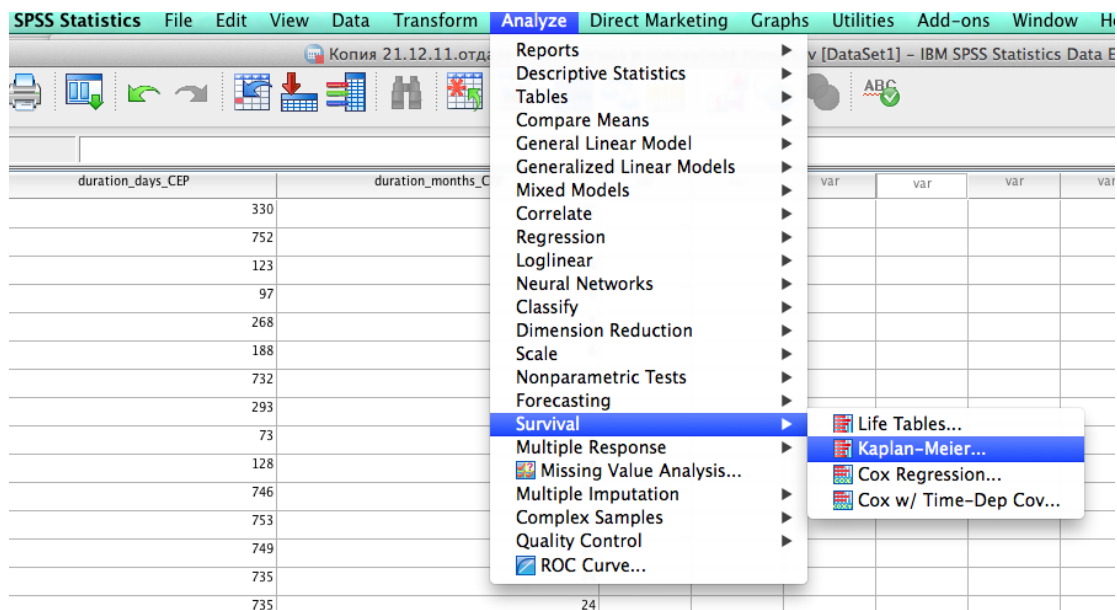 SPSS Statistics File Edit View Data Transform Analyze Direct Marketing Graphs Utilities Add-ons Window
Копия 21.12.11.отда
v [DataSet1] – IBM SPSS Statistics Data E
ABC
duration_days_CEP duration_months_C var var var var
330
752
123
97
268
188
732
293
73
128
746
753
749
735
735 24
Reports
Descriptive Statistics
Tables
Compare Means
General Linear Model
Generalized Linear Models
Mixed Models
Correlate
Regression
Loglinear
Neural Networks
Classify
Dimension Reduction
Scale
Nonparametric Tests
Forecasting
Survival
Multiple Response
Missing Value Analysis...
Multiple Imputation
Complex Samples
Quality Control
ROC Curve...
Life Tables...
Kaplan-Meier...
Cox Regression...
Cox w/ Time-Dep Cov...